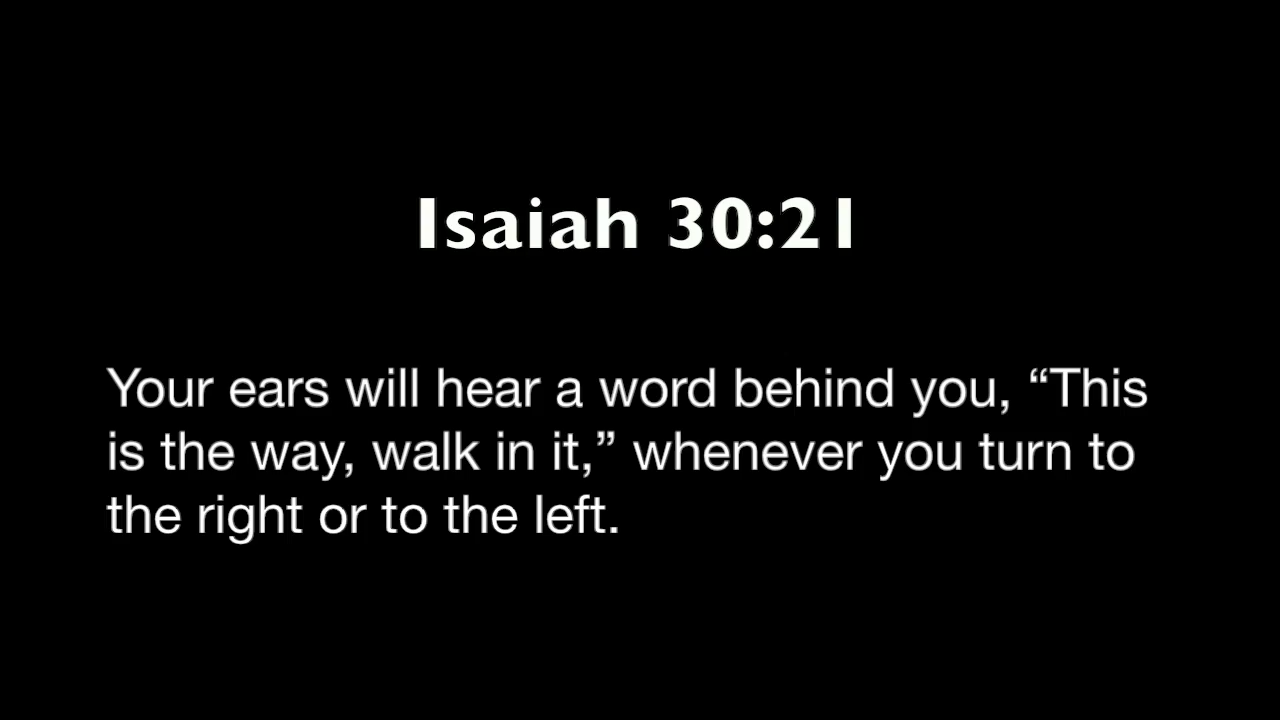 Isaiah 30:21
Your ears will hear a word behind you, “This
is the way, walk in it,” whenever you turn to
the right or to the left.